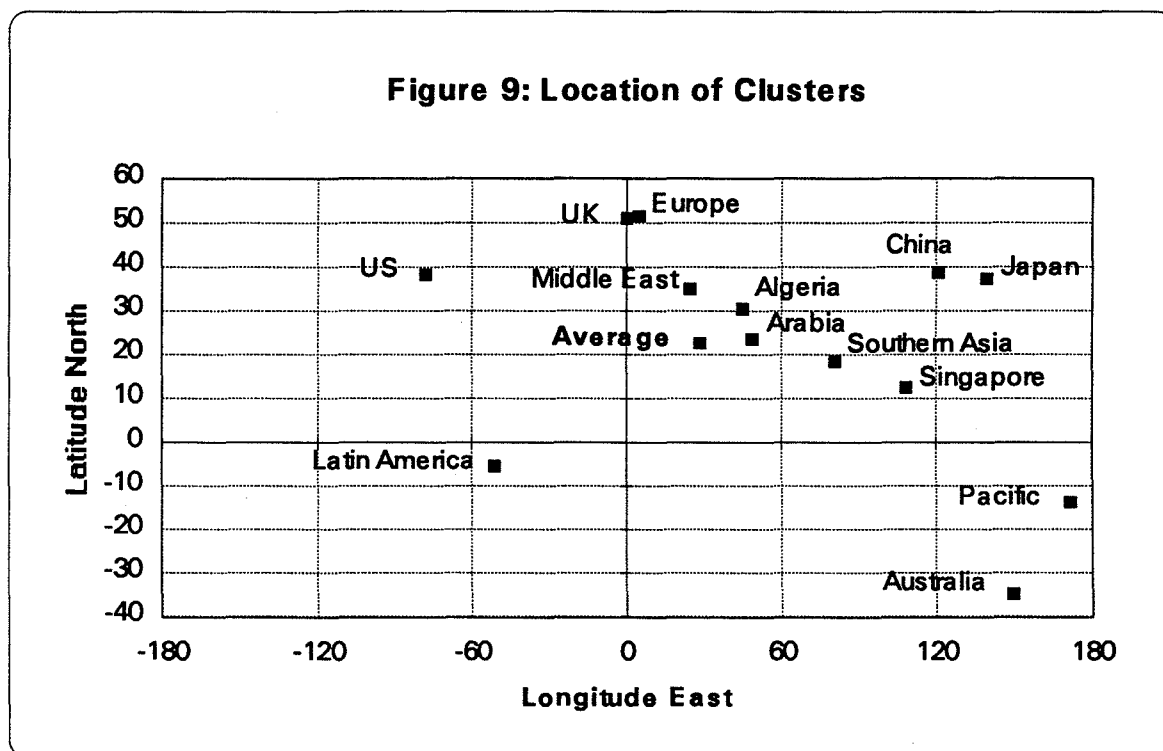 Figure 9: Location of Clusters
60
50
40
30
20
10
0
-10
-20
-30
-40
Latitude North
UK
Europe
China
US
Japan
Middle East
Algeria
Arabia
Average
Southern Asia
Singapore
Latin America
Pacific
Australia
-180 -120 -60 0 60 120 180
Longitude East